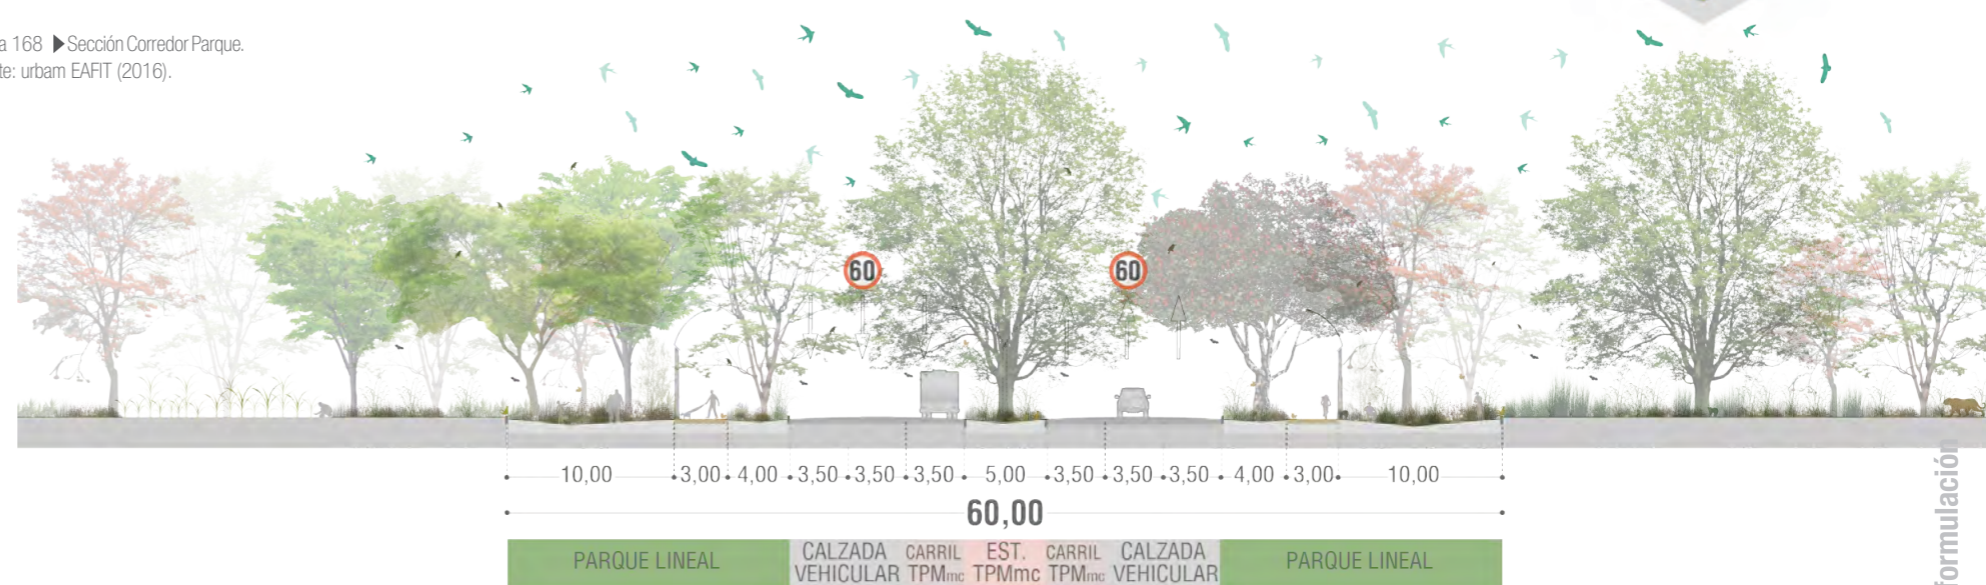 a 168 ▶Sección Corredor Parque.
te: urbam EAFIT (2016).
60
60
10,00 3,00 4,00 3,50 3,50 3,50 5,00 3,50 3,50 3,50 4,00 3,00 10,00
60,00
PARQUE LINEAL
CALZADA
VEHICULAR
CARRIL
TPMmc
EST.
TPMmc
CARRIL
TPMmc
CALZADA
VEHICULAR
PARQUE LINEAL
formulación